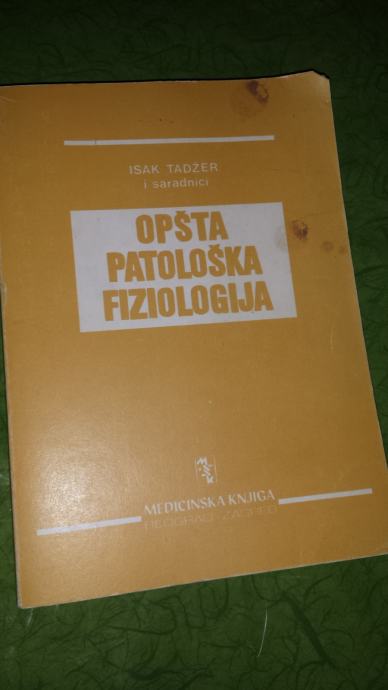 ISAK TADŽER
i saradnici
OPŠTA
PATOLOŠKA
FIZIOLOGIJA
MEDICINSKA KNJIGA
BEOGRAD - ZAGREB